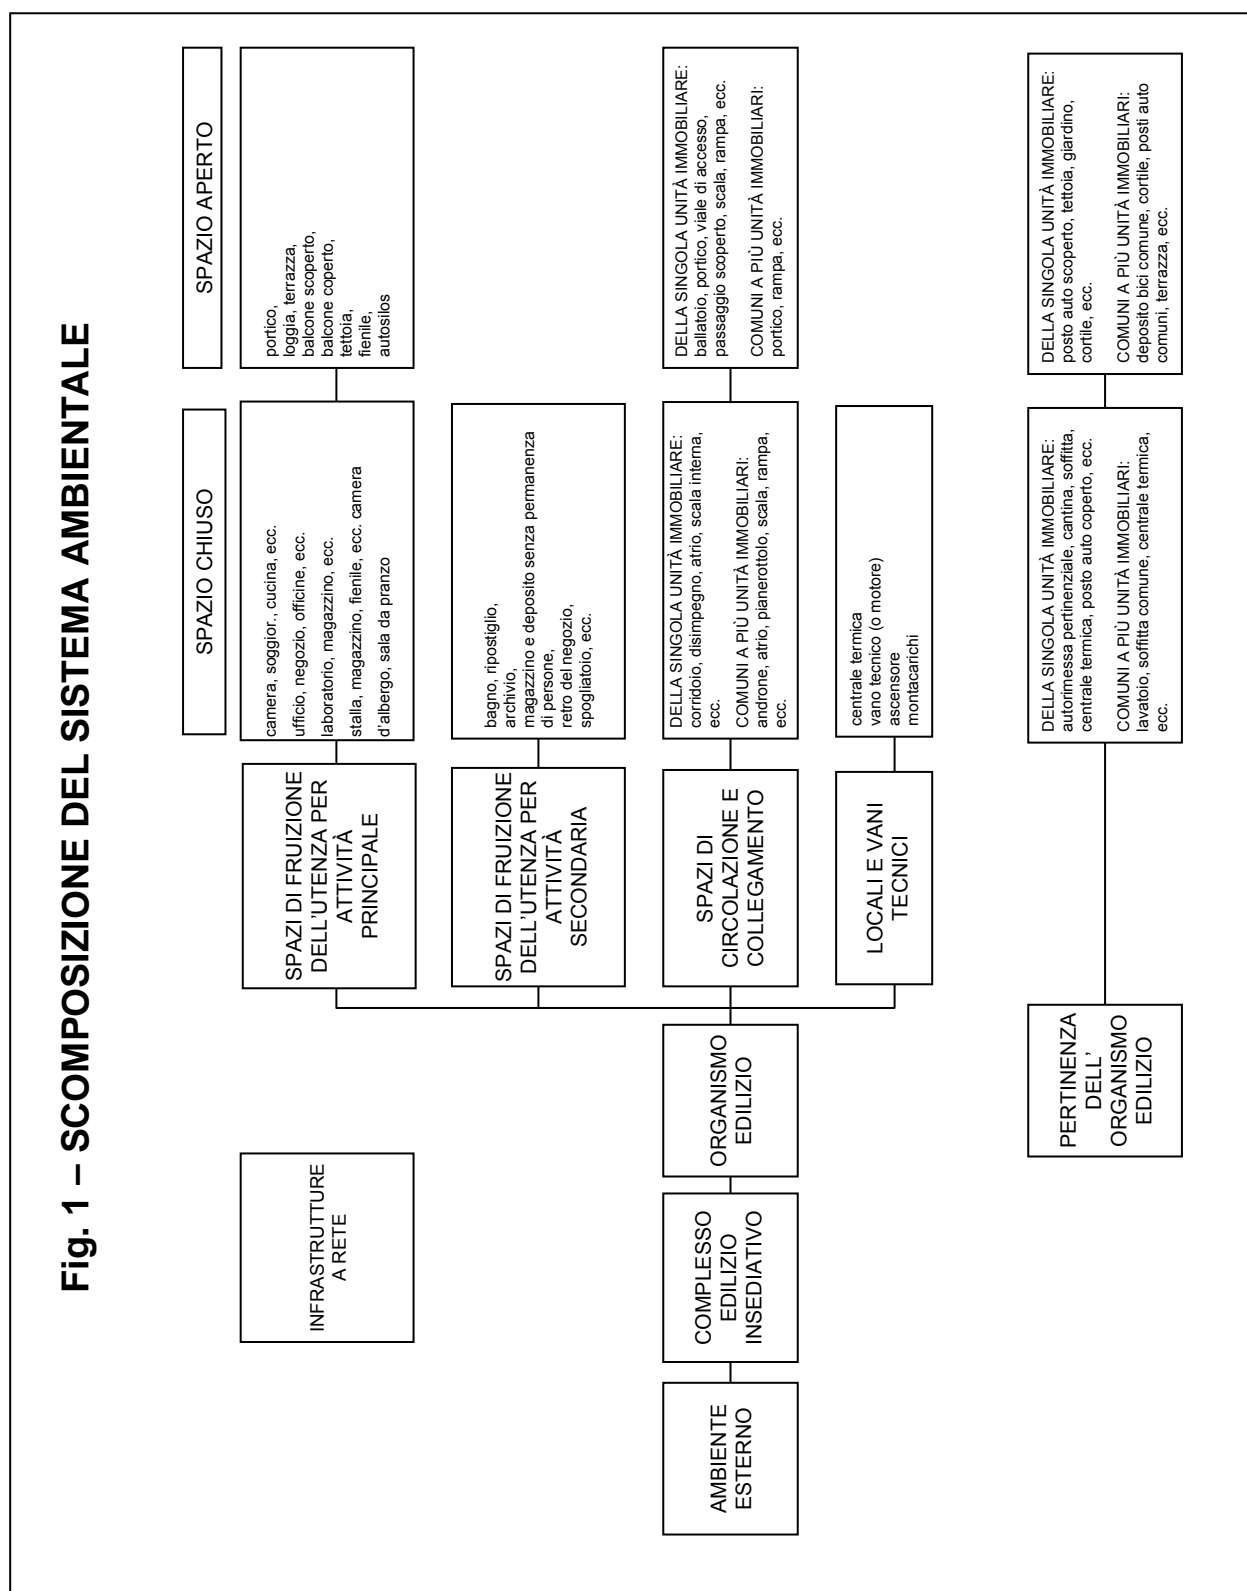 Fig. 1 – SCOMPOSIZIONE DEL SISTEMA AMBIENTALE
SPAZIO CHIUSO
SPAZIO APERTO
INFRASTRUTTURE
A RETE
SPAZI DI FRUIZIONE
DELL'UTENZA PER
ATTIVITÀ
PRINCIPALE
camera, soggior., cucina, ecc.
ufficio, negozio, officine, ecc.
laboratorio, magazzino, ecc.
stalla, magazzino, fienile, ecc. camera
d'albergo, sala da pranzo
portico,
loggia, terrazza,
balcone scoperto,
balcone coperto,
tettoia,
fienile,
autosilos
SPAZI DI FRUIZIONE
DELL'UTENZA PER
ATTIVITÀ
SECONDARIA
bagno, ripostiglio,
archivio,
magazzino e deposito senza permanenza
di persone,
retro del negozio,
spogliatoio, ecc.
AMBIENTE
ESTERNO
COMPLESSO
EDILIZIO
INSEDIATIVO
ORGANISMO
EDILIZIO
SPAZI DI
CIRCOLAZIONE E
COLLEGAMENTO
DELLA SINGOLA UNITÀ IMMOBILIARE:
corridoio, disimpegno, atrio, scala interna,
ecc.
COMUNI A PIÙ UNITÀ IMMOBILIARI:
androne, atrio, pianerottolo, scala, rampa,
ecc.
DELLA SINGOLA UNITÀ IMMOBILIARE:
ballatoio, portico, viale di accesso,
passaggio scoperto, scala, rampa, ecc.
COMUNI A PIÙ UNITÀ IMMOBILIARI:
portico, rampa, ecc.
LOCALI E VANI
TECNICI
centrale termica
vano tecnico (o motore)
ascensore
montacarichi
PERTINENZA
DELL'
ORGANISMO
EDILIZIO
DELLA SINGOLA UNITÀ IMMOBILIARE:
autorimessa pertinenziale, cantina, soffitta,
centrale termica, posto auto coperto, ecc.
COMUNI A PIÙ UNITÀ IMMOBILIARI:
lavatoio, soffitta comune, centrale termica,
ecc.
DELLA SINGOLA UNITÀ IMMOBILIARE:
posto auto scoperto, tettoia, giardino,
cortile, ecc.
COMUNI A PIÙ UNITÀ IMMOBILIARI:
deposito bici comune, cortile, posti auto
comuni, terrazza, ecc.